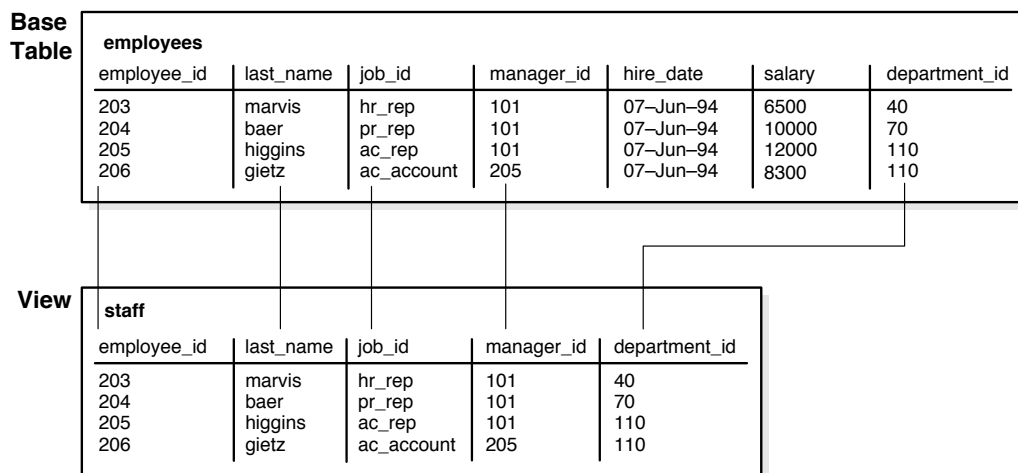 Base
Table
employees
employee_id last_name job_id manager_id hire_date salary department_id
203 marvis hr_rep 101 07–Jun–94 6500 40
204 baer pr_rep 101 07–Jun–94 10000 70
205 higgins ac_rep 101 07–Jun–94 12000 110
206 gietz ac_account 205 07–Jun–94 8300 110
View
staff
employee_id last_name job_id manager_id department_id
203 marvis hr_rep 101 40
204 baer pr_rep 101 70
205 higgins ac_rep 101 110
206 gietz ac_account 205 110